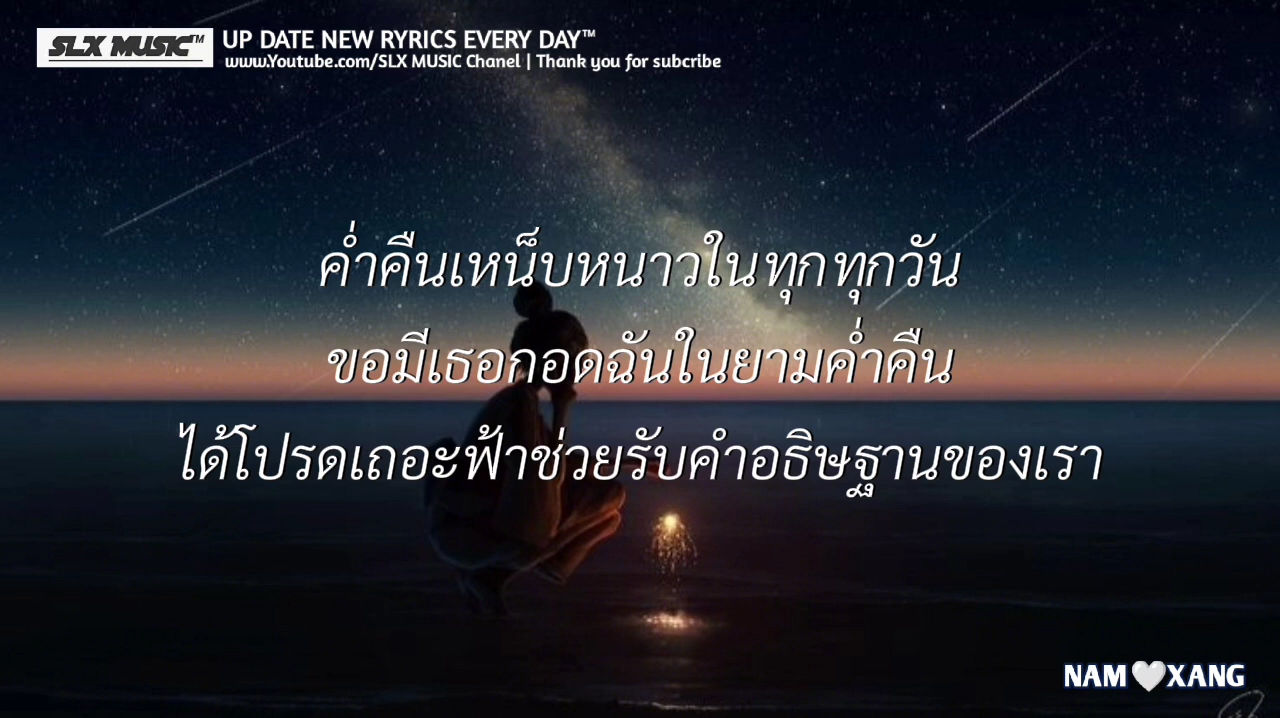 SLX MUSIC™
UP DATE NEW RYRICS EVERY DAY™
www.Youtube.com/SLX MUSIC Chanel | Thank you for subcribe
ค่ำคืนเหน็บหนาวในทุกทุกวัน
ขอมีเธอกอดฉันในยามค่ำคืน
ได้โปรดเถอะฟ้าช่วยรับคำอธิษฐานของเรา
NAM🤍XANG